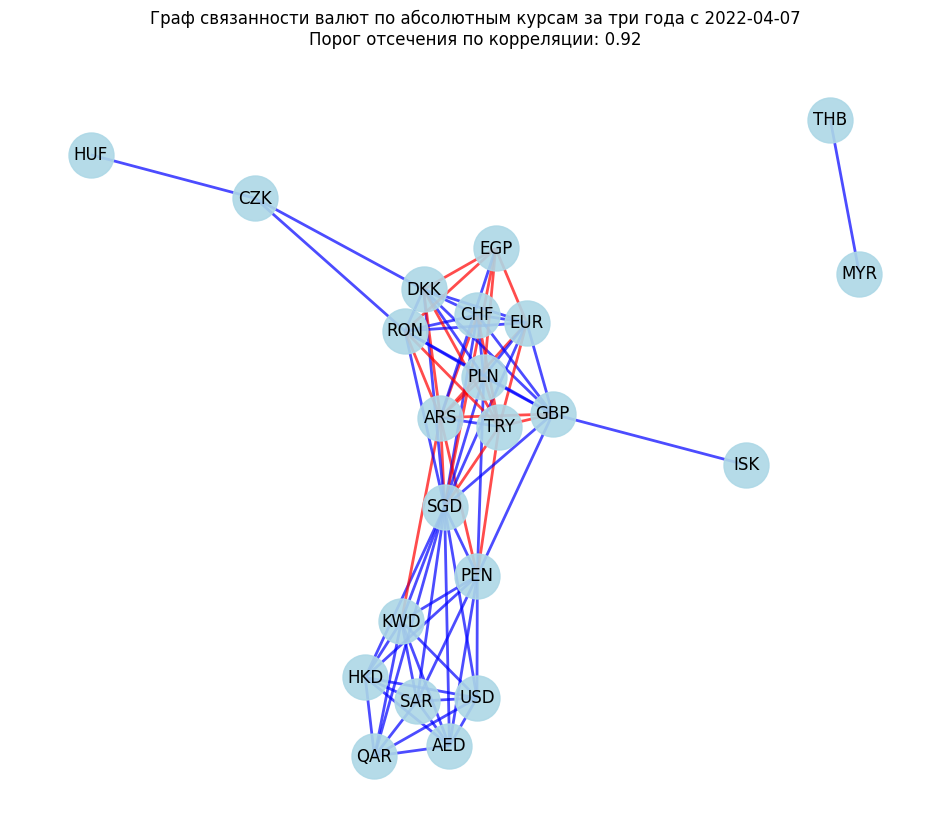 Граф связанности валют по абсолютным курсам за три года с 2022-04-07
Порог отсечения по корреляции: 0.92
THB
HUF
CZK
EGP
MYR
DKK
CHF
EUR
RON
PLN
ARS
TRY
GBP
ISK
SGD
PEN
KWD
HKD
SAR
USD
QAR
AED